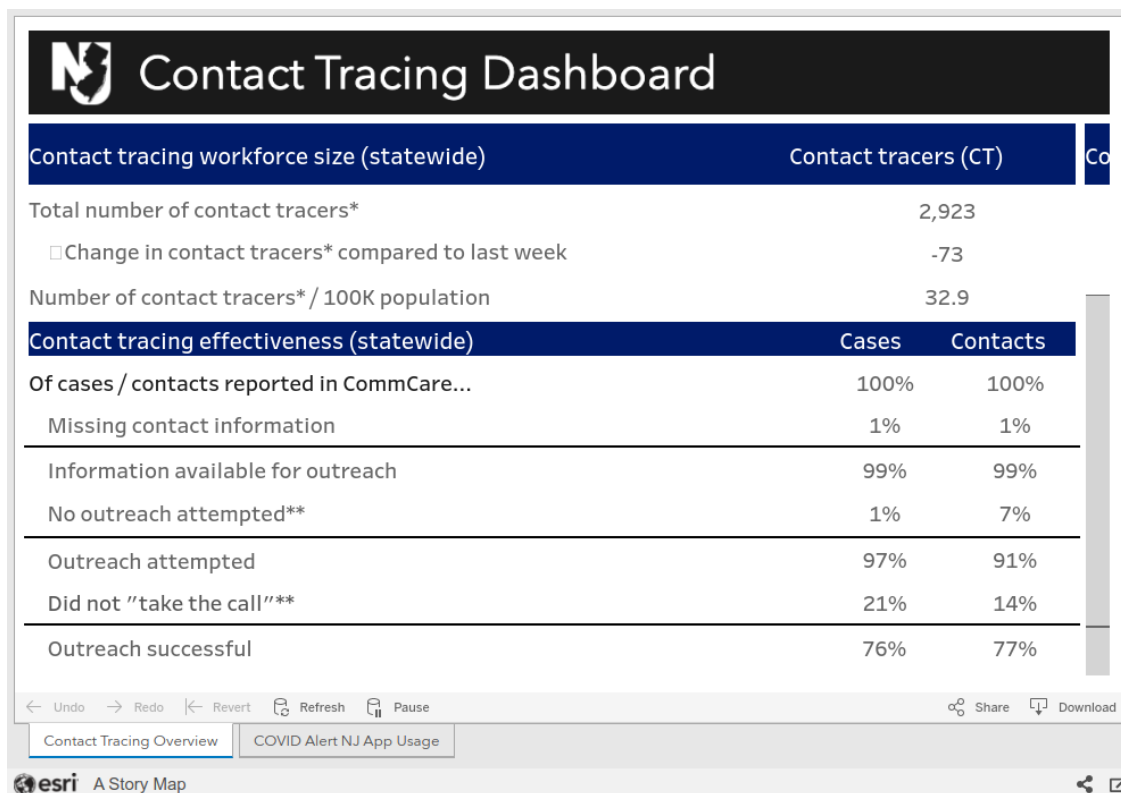 NJ Contact Tracing Dashboard
Contact tracing workforce size (statewide) Contact tracers (CT) Co
Total number of contact tracers* 2,923
Change in contact tracers* compared to last week -73
Number of contact tracers* / 100K population 32.9
Contact tracing effectiveness (statewide) Cases Contacts
Of cases / contacts reported in CommCare... 100% 100%
Missing contact information 1% 1%
Information available for outreach 99% 99%
No outreach attempted** 1% 7%
Outreach attempted 97% 91%
Did not "take the call"** 21% 14%
Outreach successful 76% 77%
Undo Redo Revert Refresh Pause Share Download
Contact Tracing Overview COVID Alert NJ App Usage
esri A Story Map